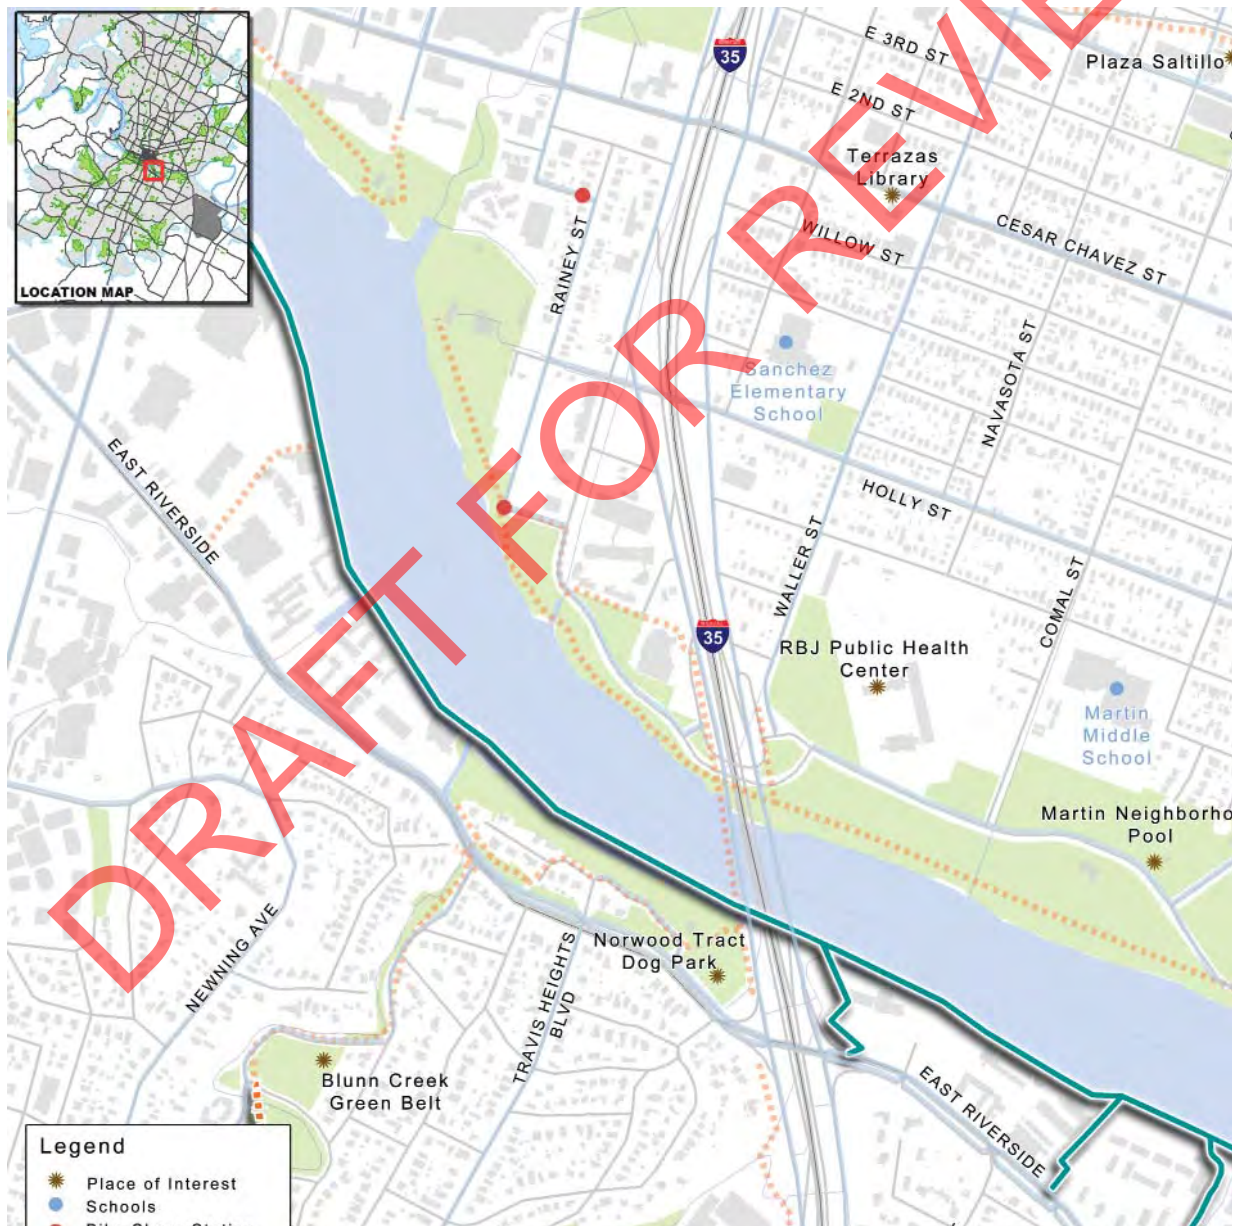 35
E 3RD ST
Plaza Saltillo
E 2ND ST
Terrazas
Library
CESAR CHAVEZ ST
WILLOW ST
RAINEY ST
LOCATION MAP
NAVASOTA ST
Sanchez
Elementary
School
EAST RIVERSIDE
HOLLY ST
WALLER ST
COMAL ST
35
RBJ Public Health
Center
Martin
Middle
School
Martin Neighborho
Pool
NEWNING AVE
Norwood Tract
Dog Park
TRAVIS HEIGHTS
BLVD
Blunn Creek
Green Belt
EAST RIVERSIDE
Legend
Place of Interest
Schools
DRAFT FOR REVIE